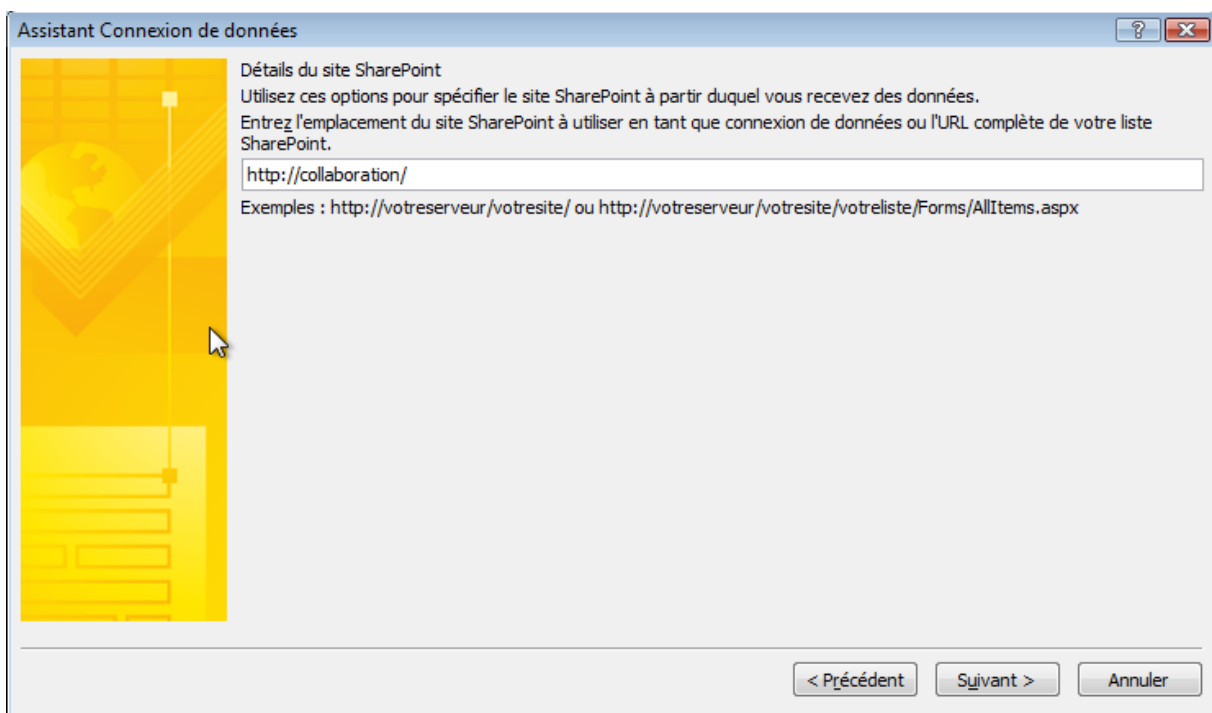 Assistant Connexion de données
Détails du site SharePoint
Utilisez ces options pour spécifier le site SharePoint à partir duquel vous recevez des données.
Entrez l'emplacement du site SharePoint à utiliser en tant que connexion de données ou l'URL complète de votre liste
SharePoint.
http://collaboration/
Exemples : http://votreserveur/votresite/ ou http://votreserveur/votresite/votreliste/Forms/AllItems.aspx
< Précédent Suivant > Annuler